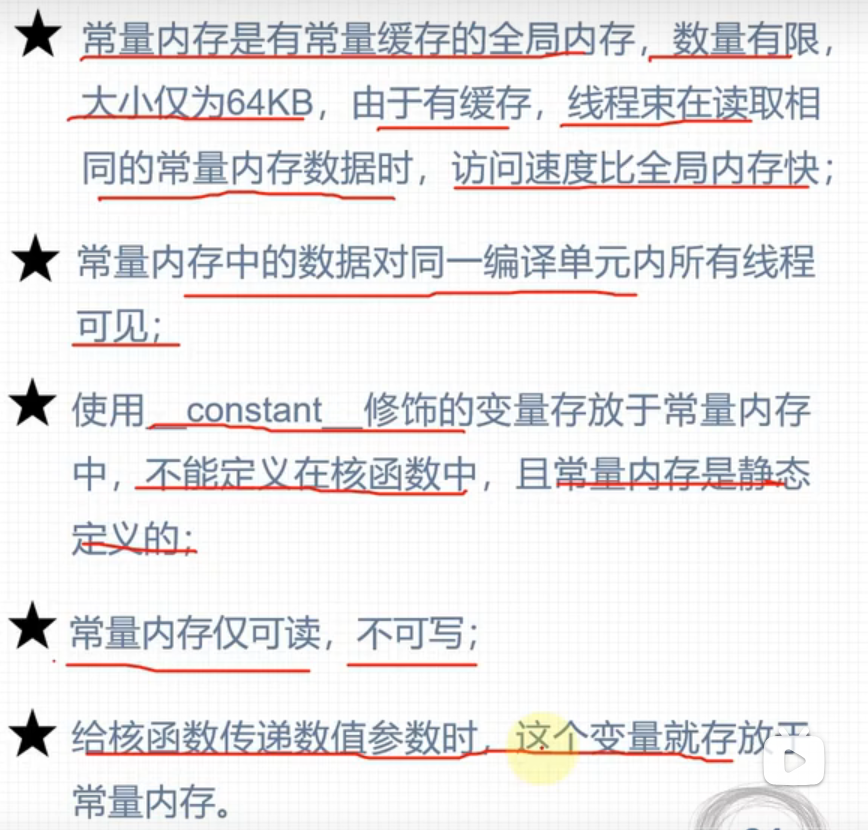 ★ 常量内存是有常量缓存的全局内存，数量有限，
大小仅为64KB，由于有缓存，线程束在读取相
同的常量内存数据时，访问速度比全局内存快；
★ 常量内存中的数据对同一编译单元内所有线程
可见；
★ 使用__constant__修饰的变量存放于常量内存
中，不能定义在核函数中，且常量内存是静态
定义的；
★ 常量内存仅可读，不可写；
★ 给核函数传递数值参数时，这个变量就存放于
常量内存。